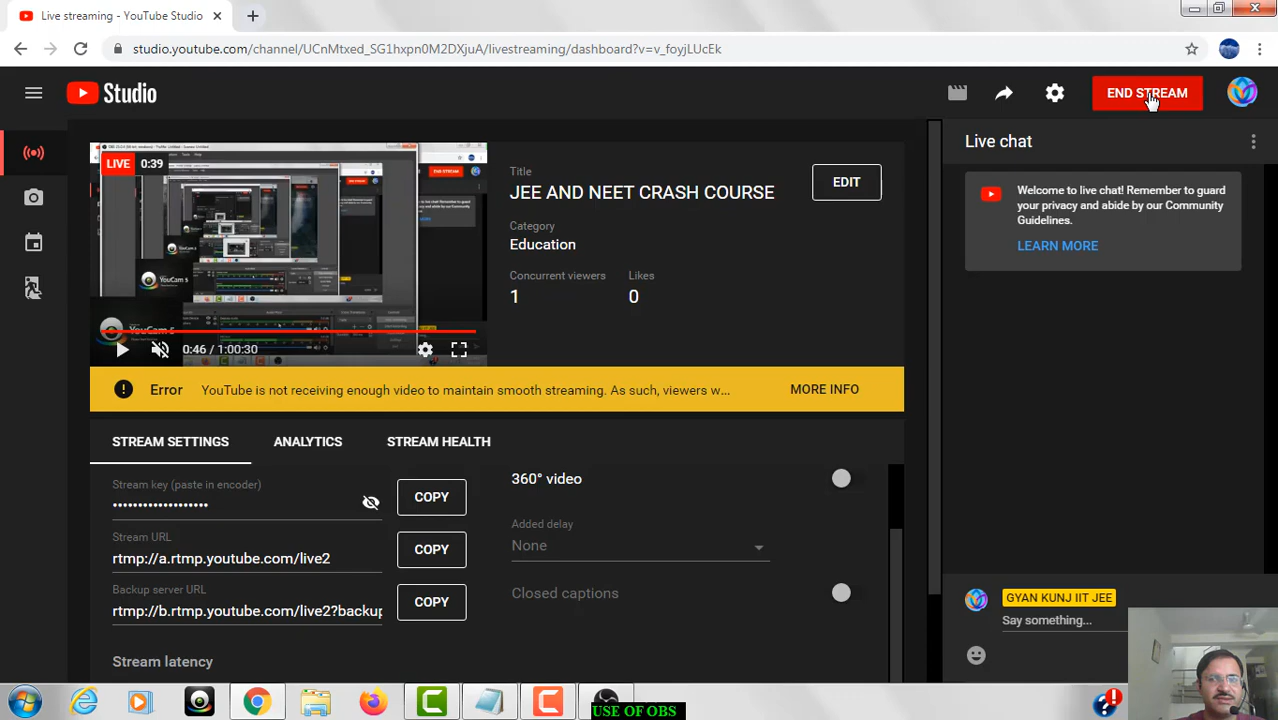 Live streaming - YouTube Studio
studio.youtube.com/channel/UCnMtxed_SG1hxpn0M2DXjuA/livestreaming/dashboard?v=v_foyjLUcEk
Studio
END STREAM
LIVE 0:39
YouCam 5
0:46 / 1:00:30
Title
JEE AND NEET CRASH COURSE
EDIT
Category
Education
Concurrent viewers
Likes
1
0
Live chat
Welcome to live chat! Remember to guard
your privacy and abide by our Community
Guidelines.
LEARN MORE
Error YouTube is not receiving enough video to maintain smooth streaming. As such, viewers w... MORE INFO
STREAM SETTINGS ANALYTICS STREAM HEALTH
Stream key (paste in encoder)
••••••••••••••••••• COPY
Stream URL
rtmp://a.rtmp.youtube.com/live2 COPY
Backup server URL
rtmp://b.rtmp.youtube.com/live2?backup COPY
Stream latency
360° video
Added delay
None
Closed captions
GYAN KUNJ IIT JEE
Say something...
USE OF OBS